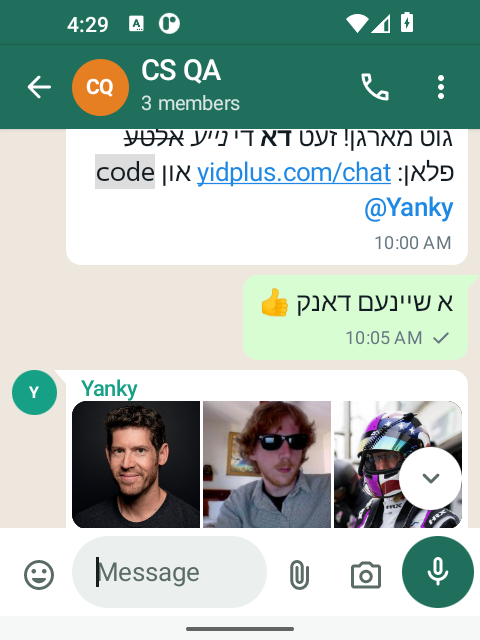 4:29
A
CQ
CS QA
3 members
גוט מארגן! זעט דא די נייע אלטע
פלאן: yidplus.com/chat און code
@Yanky
10:00 AM
א שיינעם דאנק 👍
10:05 AM
Y
Yanky
Message